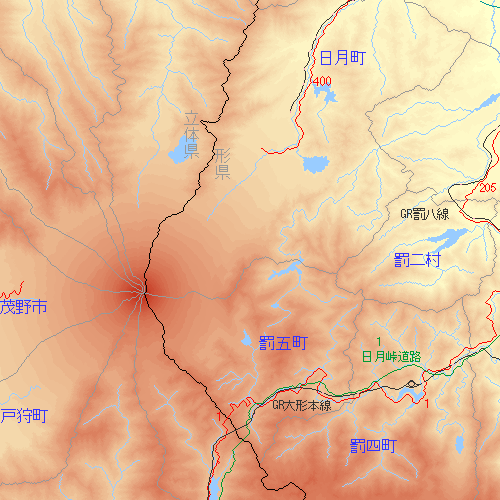 日月町
400
立体県
形県
205
GR罰八線
罰二村
茂野市
罰五町
1
日月峠道路
GR大形本線
1
1
戸狩町
罰四町